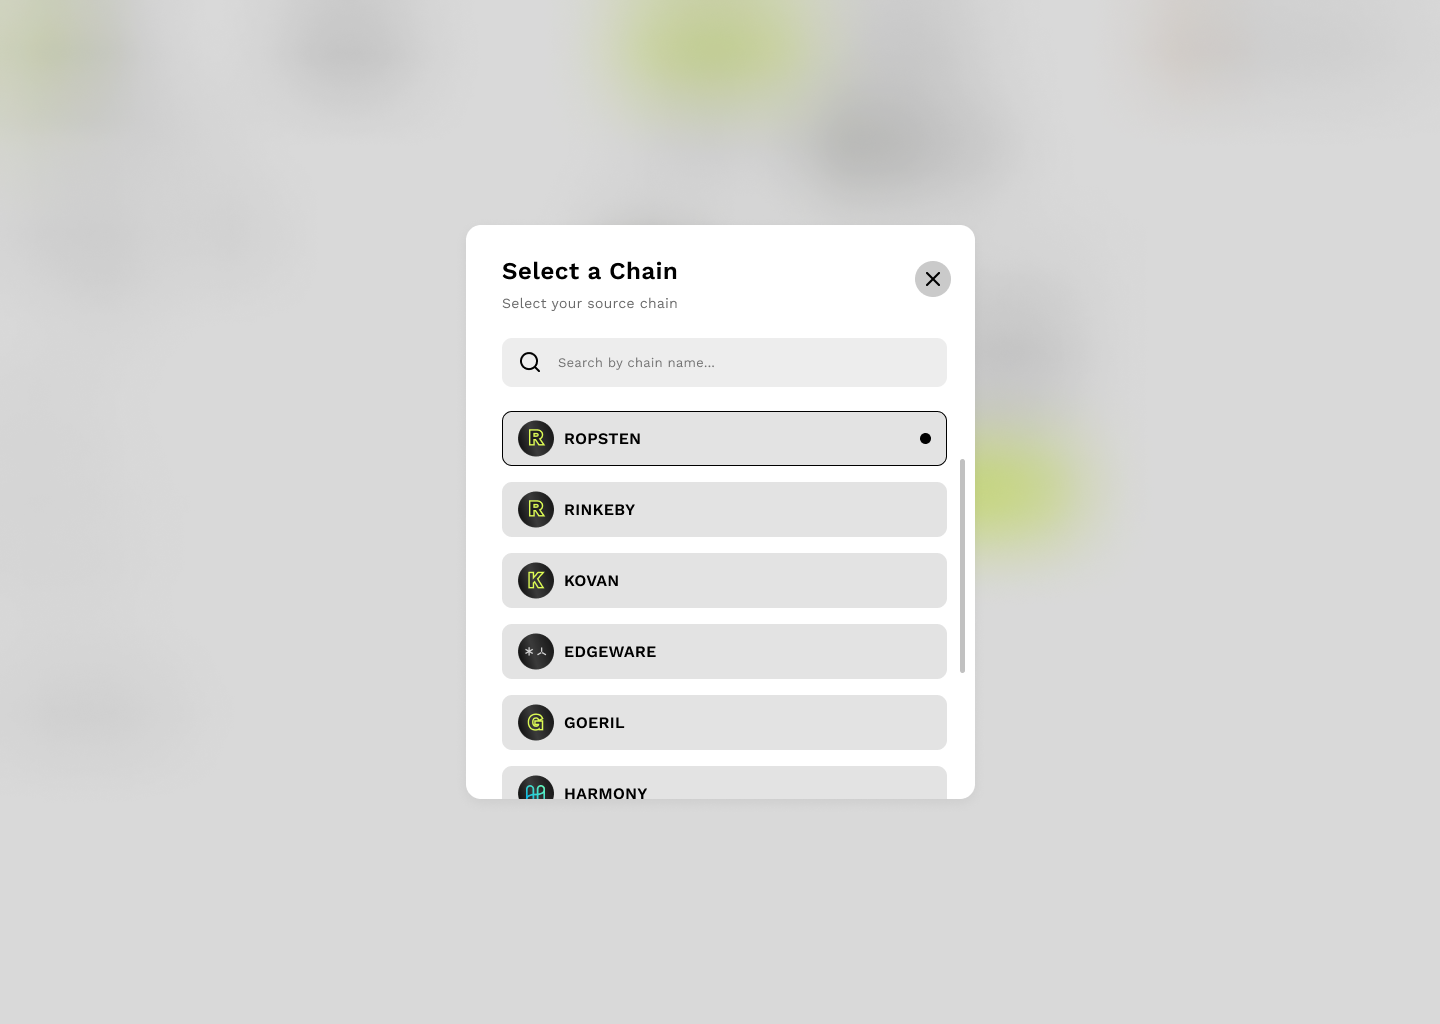 Select a Chain
Select your source chain
Search by chain name...
R ROPSTEN
R RINKEBY
K KOVAN
EDGEWARE
G GOERIL
HARMONY